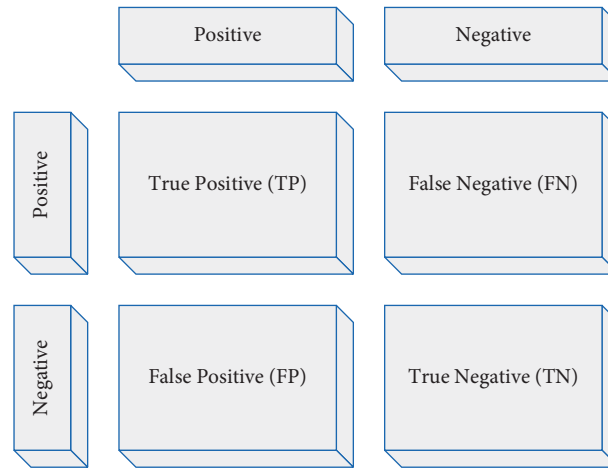 Positive
Negative
Positive
True Positive (TP)
False Negative (FN)
Negative
False Positive (FP)
True Negative (TN)